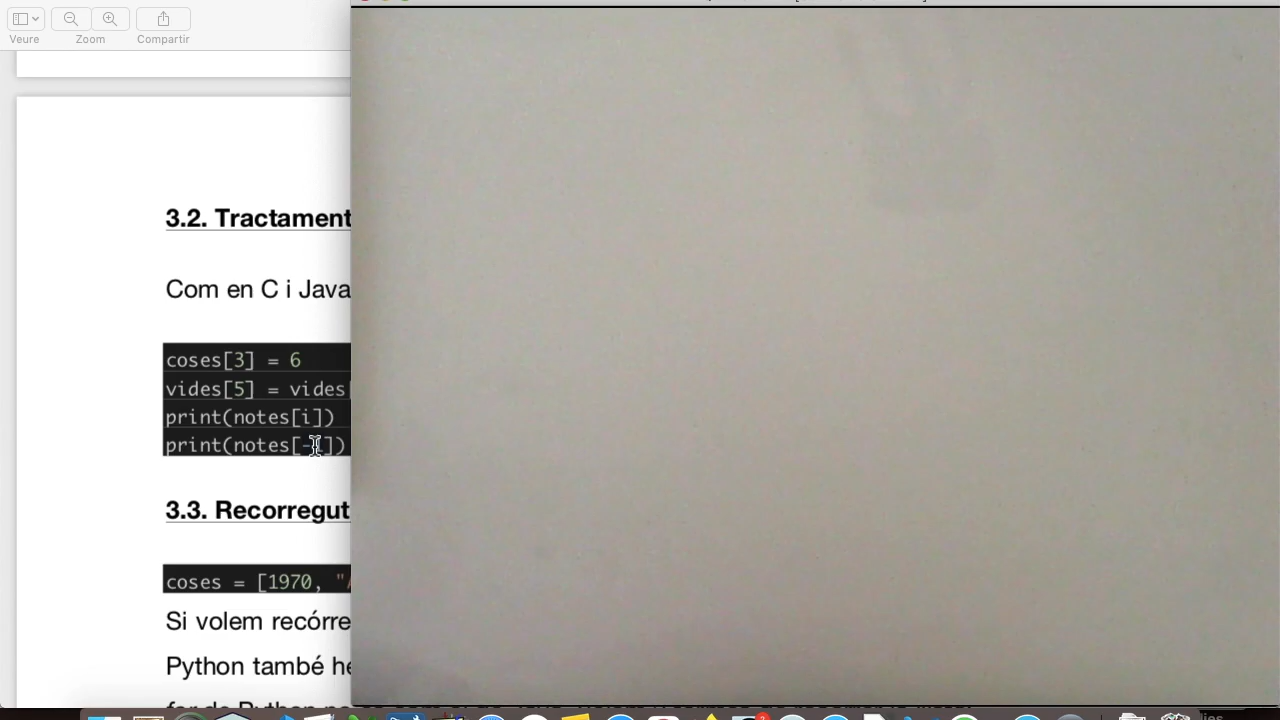 Veure
Zoom
Compartir
3.2. Tractament
Com en C i Java
coses[3] = 6
vides[5] = vides[
print(notes[i])
print(notes[-1])
3.3. Recorregut
coses = [1970, "
Si volem recórre
Python també he